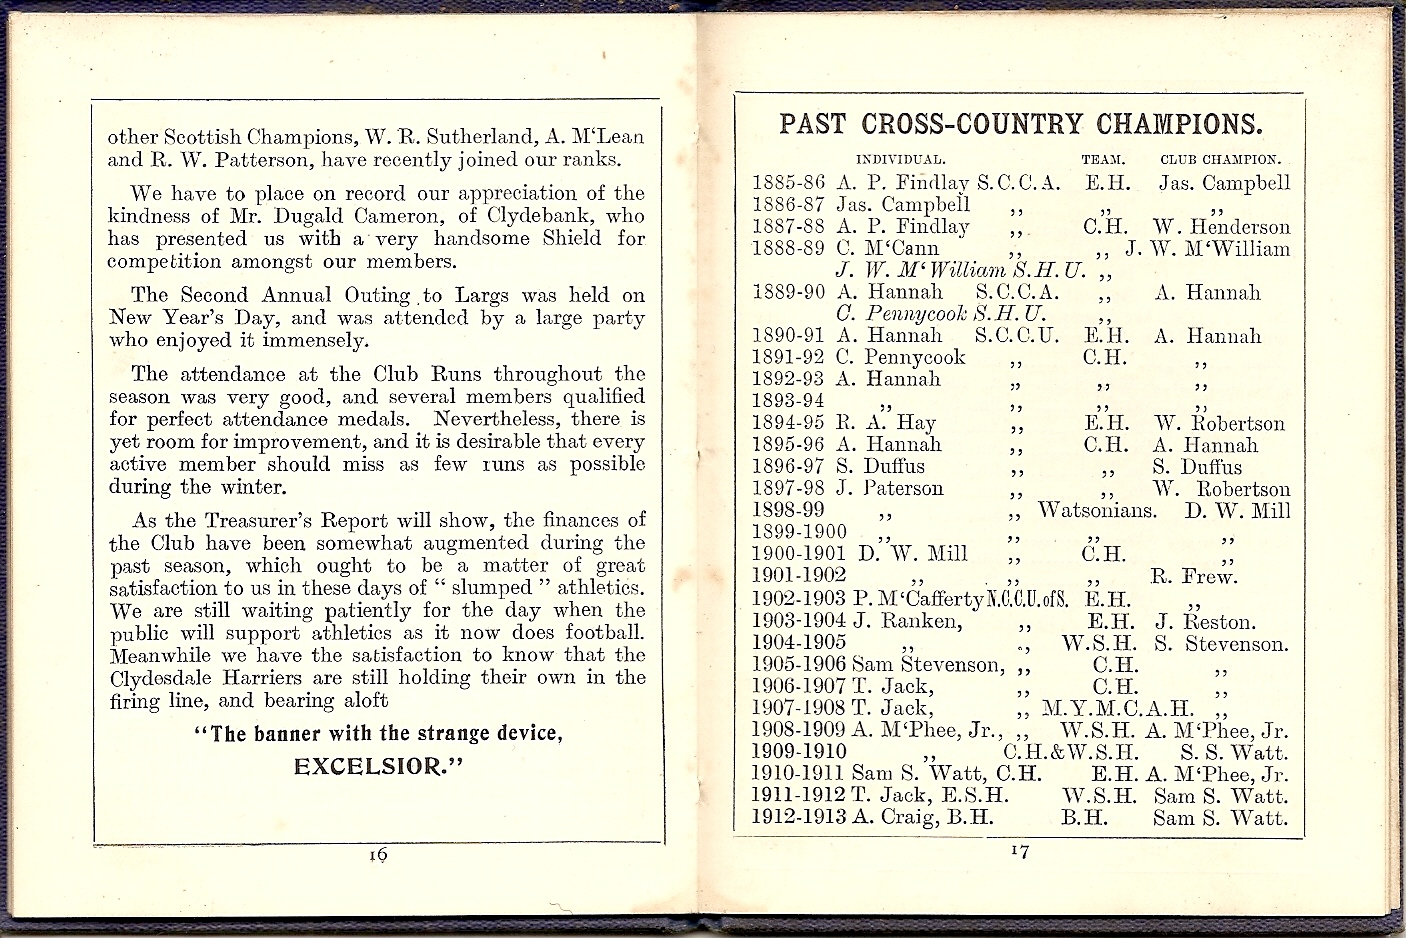 other Scottish Champions, W. R. Sutherland, A. M‘Lean
and R. W. Patterson, have recently joined our ranks.
We have to place on record our appreciation of the
kindness of Mr. Dugald Cameron, of Clydebank, who
has presented us with a very handsome Shield for
competition amongst our members.
The Second Annual Outing to Largs was held on
New Year’s Day, and was attended by a large party
who enjoyed it immensely.
The attendance at the Club Runs throughout the
season was very good, and several members qualified
for perfect attendance medals. Nevertheless, there is
yet room for improvement, and it is desirable that every
active member should miss as few runs as possible
during the winter.
As the Treasurer’s Report will show, the finances of
the Club have been somewhat augmented during the
past season, which ought to be a matter of great
satisfaction to us in these days of “ slumped ” athletics.
We are still waiting patiently for the day when the
public will support athletics as it now does football.
Meanwhile we have the satisfaction to know that the
Clydesdale Harriers are still holding their own in the
firing line, and bearing aloft
“The banner with the strange device,
EXCELSIOR.”
16
PAST CROSS-COUNTRY CHAMPIONS.
INDIVIDUAL. TEAM. CLUB CHAMPION.
1885-86 A. P. Findlay S.C.C.A. E.H. Jas. Campbell
1886-87 Jas. Campbell ,, ,, ,,
1887-88 A. P. Findlay ,, C.H. W. Henderson
1888-89 C. M‘Cann ,, ,, J. W. M‘William
J. W. M‘William S.H.U. ,,
1889-90 A. Hannah S.C.C.A. ,, A. Hannah
C. Pennycook S.H.U. ,,
1890-91 A. Hannah S.C.C.U. E.H. A. Hannah
1891-92 C. Pennycook ,, C.H. ,,
1892-93 A. Hannah ,, ,, ,,
1893-94 ,, ,, ,, ,,
1894-95 R. A. Hay ,, E.H. W. Robertson
1895-96 A. Hannah ,, C.H. A. Hannah
1896-97 S. Duffus ,, ,, S. Duffus
1897-98 J. Paterson ,, ,, W. Robertson
1898-99 ,, ,, Watsonians. D. W. Mill
1899-1900 ,, ,, ,, ,,
1900-1901 D. W. Mill ,, C.H. ,,
1901-1902 ,, ,, ,, R. Frew.
1902-1903 P. M‘Cafferty N.C.C.U. of S. E.H. ,,
1903-1904 J. Ranken, ,, E.H. J. Reston.
1904-1905 ,, ,, W.S.H. S. Stevenson.
1905-1906 Sam Stevenson, ,, C.H. ,,
1906-1907 T. Jack, ,, C.H. ,,
1907-1908 T. Jack, ,, M.Y.M.C.A.H. ,,
1908-1909 A. M‘Phee, Jr., ,, W.S.H. A. M‘Phee, Jr.
1909-1910 ,, C.H.&W.S.H. S. S. Watt.
1910-1911 Sam S. Watt, C.H. E.H. A. M‘Phee, Jr.
1911-1912 T. Jack, E.S.H. W.S.H. Sam S. Watt.
1912-1913 A. Craig, B.H. B.H. Sam S. Watt.
17